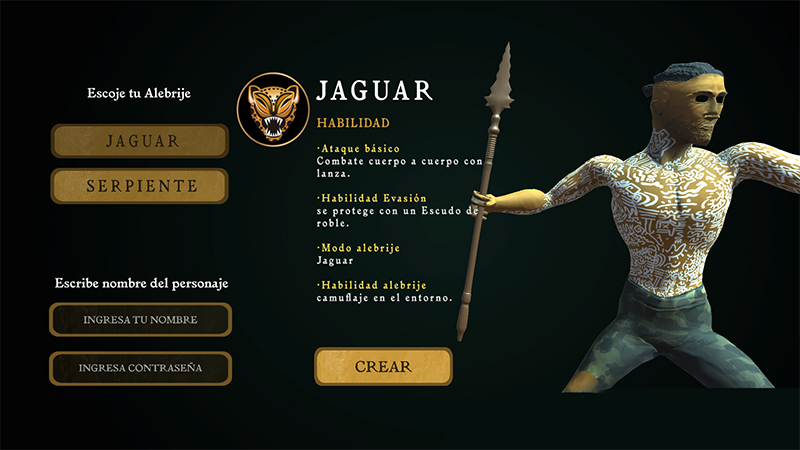 Escoje tu Alebrije
JAGUAR
SERPIENTE
Escribe nombre del personaje
INGRESA TU NOMBRE
INGRESA CONTRASEÑA
JAGUAR
HABILIDAD
·Ataque básico
Combate cuerpo a cuerpo con
lanza.
·Habilidad Evasión
se protege con un Escudo de
roble.
·Modo alebrije
Jaguar
·Habilidad alebrije
camuflaje en el entorno.
CREAR